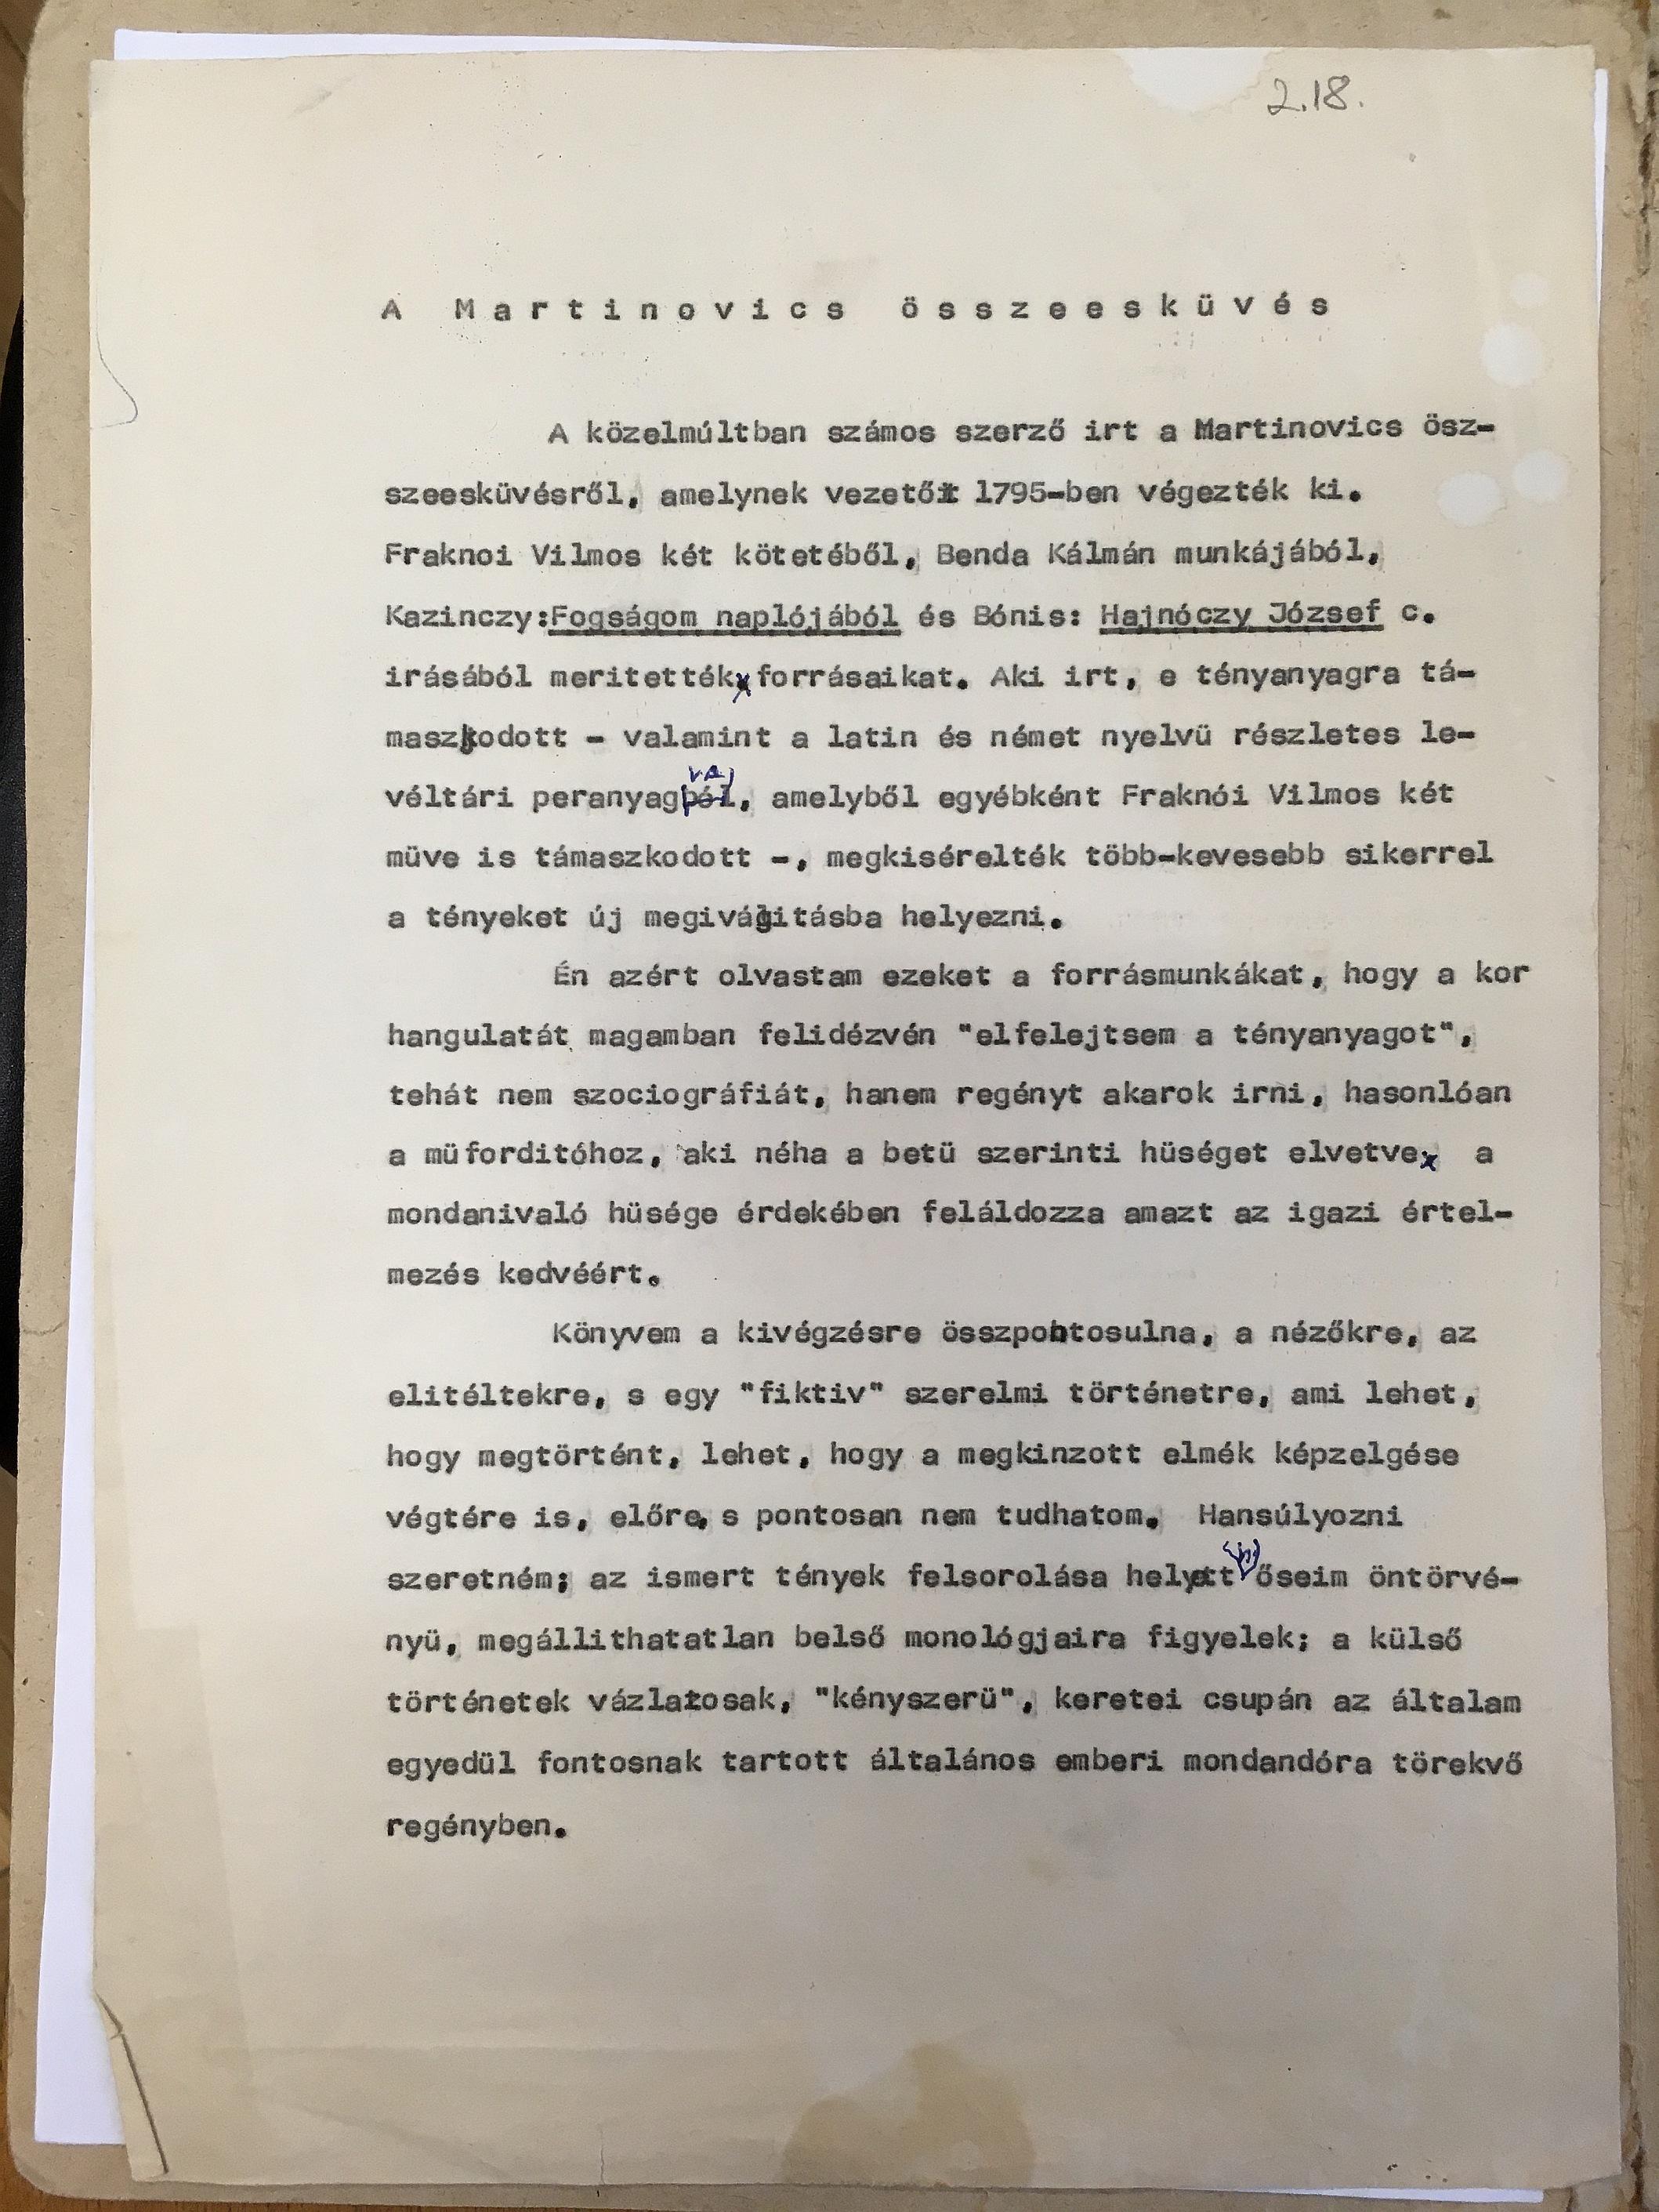 2.18.
A Martinovics összeesküvés
A közelmúltban számos szerző irt a Martinovics ösz-
szeesküvésről, amelynek vezetőit 1795-ben végezték ki.
Fraknoi Vilmos két kötetéből, Benda Kálmán munkájából,
Kazinczy:Fogságom naplójából és Bónis: Hajnóczy József c.
irásából meritették forrásaikat. Aki irt, e tényanyagra tá-
maszkodott - valamint a latin és német nyelvü részletes le-
véltári peranyagra, amelyből egyébként Fraknói Vilmos két
müve is támaszkodott -, megkisérelték több-kevesebb sikerrel
a tényeket új megivágitásba helyezni.
Én azért olvastam ezeket a forrásmunkákat, hogy a kor
hangulatát magamban felidézvén "elfelejtsem a tényanyagot",
tehát nem szociográfiát, hanem regényt akarok irni, hasonlóan
a müforditóhoz, aki néha a betü szerinti hüséget elvetve a
mondanivaló hüsége érdekében feláldozza amazt az igazi értel-
mezés kedvéért.
Könyvem a kivégzésre összpontosulna, a nézőkre, az
elitéltekre, s egy "fiktiv" szerelmi történetre, ami lehet,
hogy megtörtént, lehet, hogy a megkinzott elmék képzelgése
végtére is, előre, s pontosan nem tudhatom. Hansúlyozni
szeretném; az ismert tények felsorolása helyett őseim öntörvé-
nyü, megállithatatlan belső monológjaira figyelek; a külső
történetek vázlatosak, "kényszerü", keretei csupán az általam
egyedül fontosnak tartott általános emberi mondandóra törekvő
regényben.